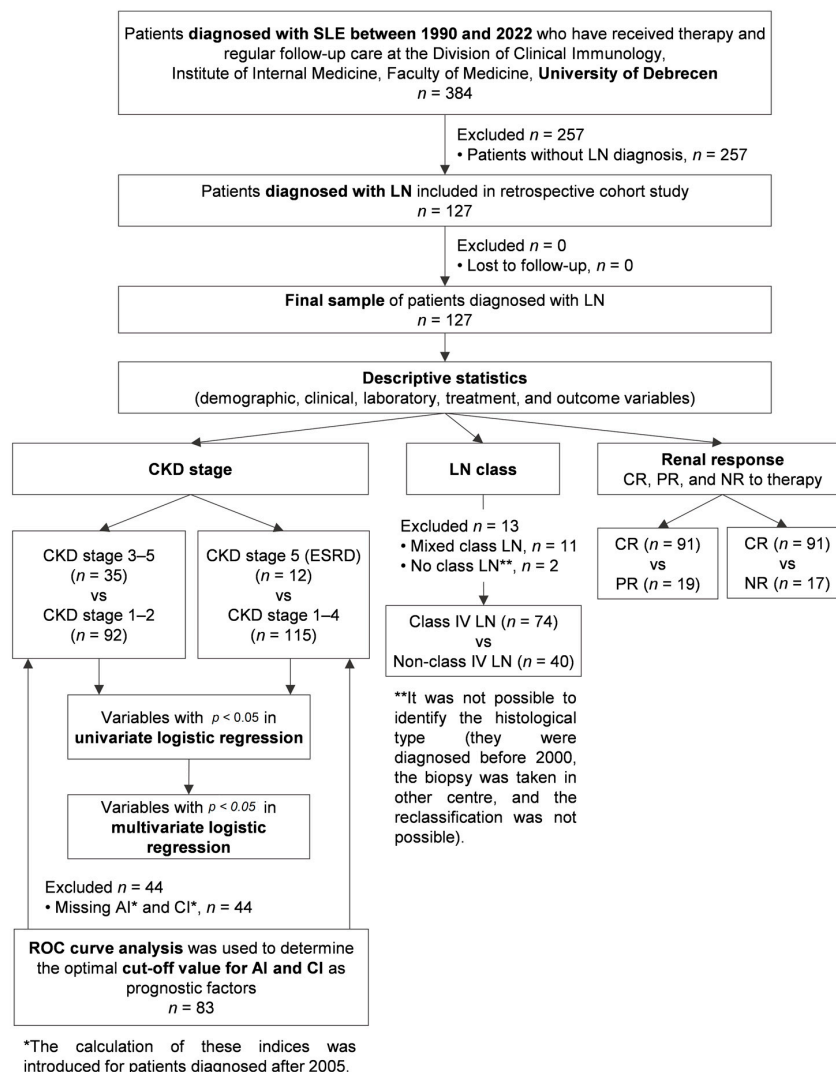 Patients diagnosed with SLE between 1990 and 2022 who have received therapy and
regular follow-up care at the Division of Clinical Immunology,
Institute of Internal Medicine, Faculty of Medicine, University of Debrecen
n = 384
Excluded n = 257
• Patients without LN diagnosis, n = 257
Patients diagnosed with LN included in retrospective cohort study
n = 127
Excluded n = 0
• Lost to follow-up, n = 0
Final sample of patients diagnosed with LN
n = 127
Descriptive statistics
(demographic, clinical, laboratory, treatment, and outcome variables)
CKD stage
CKD stage 3–5
(n = 35)
vs
CKD stage 1–2
(n = 92)
CKD stage 5 (ESRD)
(n = 12)
vs
CKD stage 1–4
(n = 115)
Variables with p < 0.05 in
univariate logistic regression
Variables with p < 0.05 in
multivariate logistic
regression
Excluded n = 44
• Missing AI* and CI*, n = 44
ROC curve analysis was used to determine
the optimal cut-off value for AI and CI as
prognostic factors
n = 83
*The calculation of these indices was
introduced for patients diagnosed after 2005.
LN class
Excluded n = 13
• Mixed class LN, n = 11
• No class LN**, n = 2
Class IV LN (n = 74)
vs
Non-class IV LN (n = 40)
**It was not possible to
identify the histological
type (they were
diagnosed before 2000,
the biopsy was taken in
other centre, and the
reclassification was not
possible).
Renal response
CR, PR, and NR to therapy
CR (n = 91)
vs
PR (n = 19)
CR (n = 91)
vs
NR (n = 17)